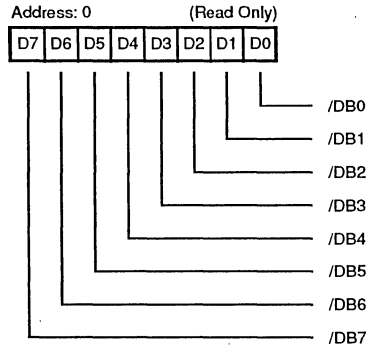 Address: 0 (Read Only)
D7 D6 D5 D4 D3 D2 D1 D0
/DB0
/DB1
/DB2
/DB3
/DB4
/DB5
/DB6
/DB7